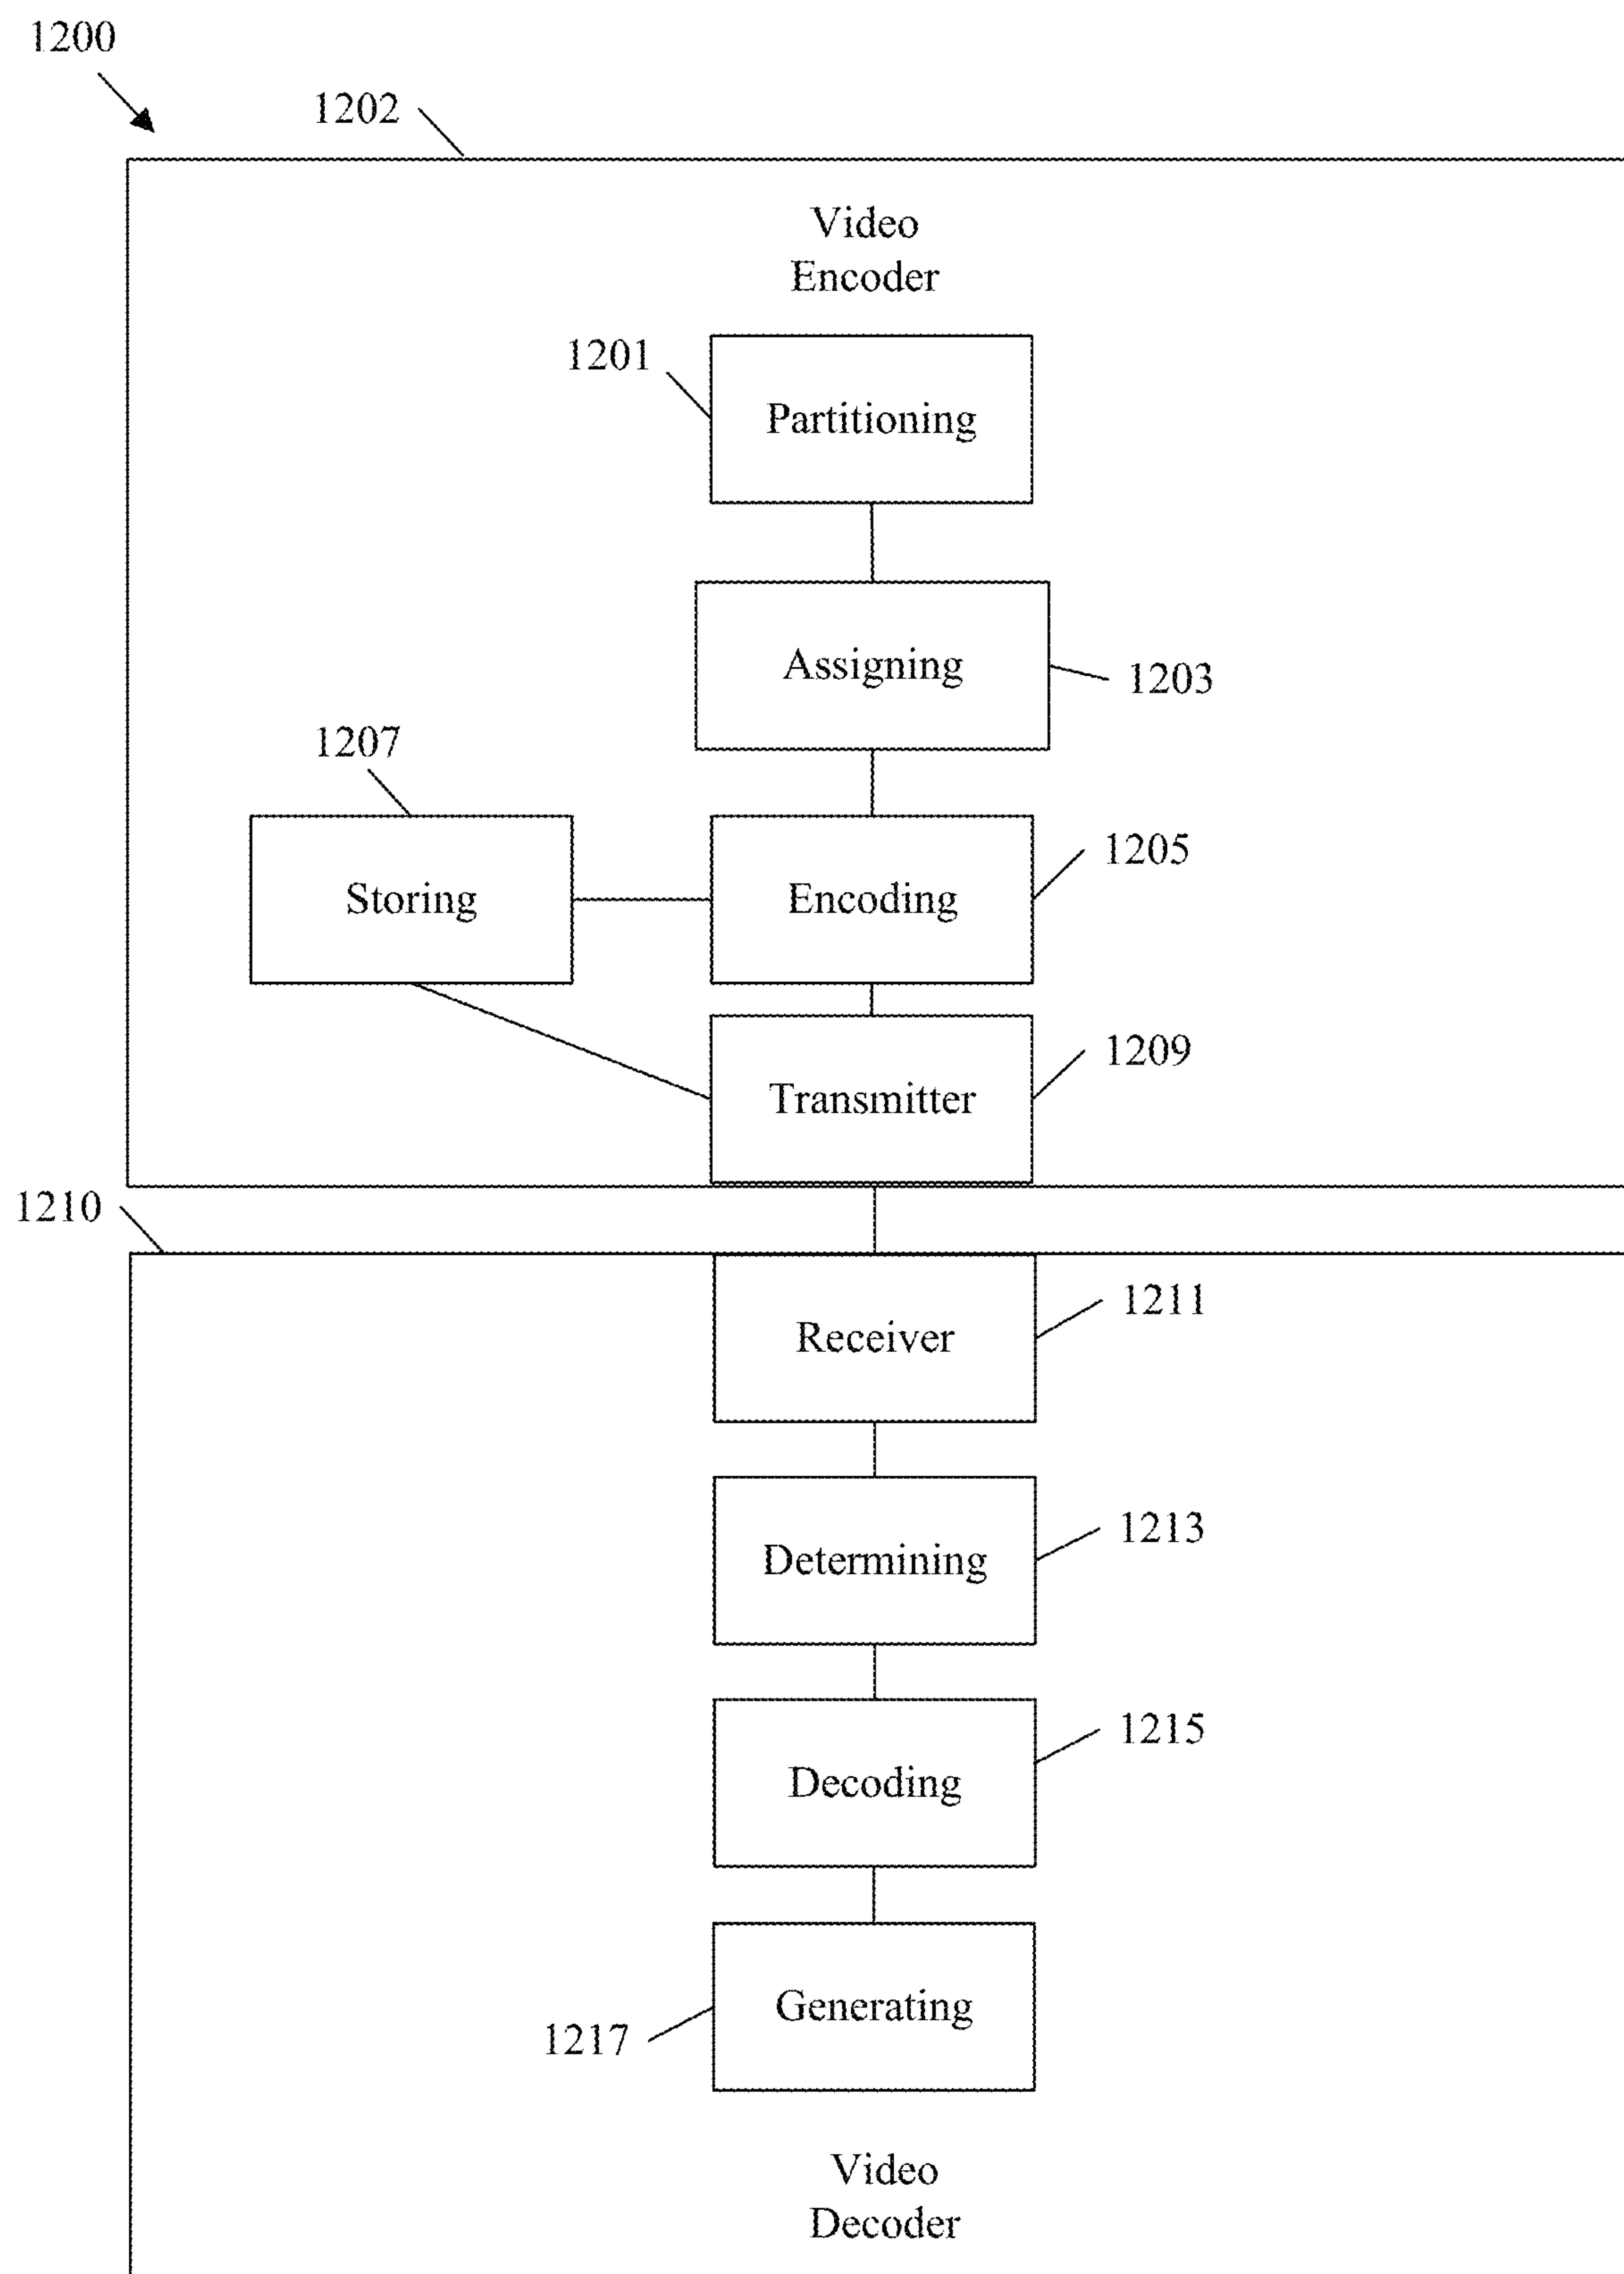 1200
1202
Video
Encoder
1201
Partitioning
Assigning
1203
1207
Storing
Encoding
1205
Transmitter
1209
1210
Receiver
1211
Determining
1213
Decoding
1215
Generating
1217
Video
Decoder